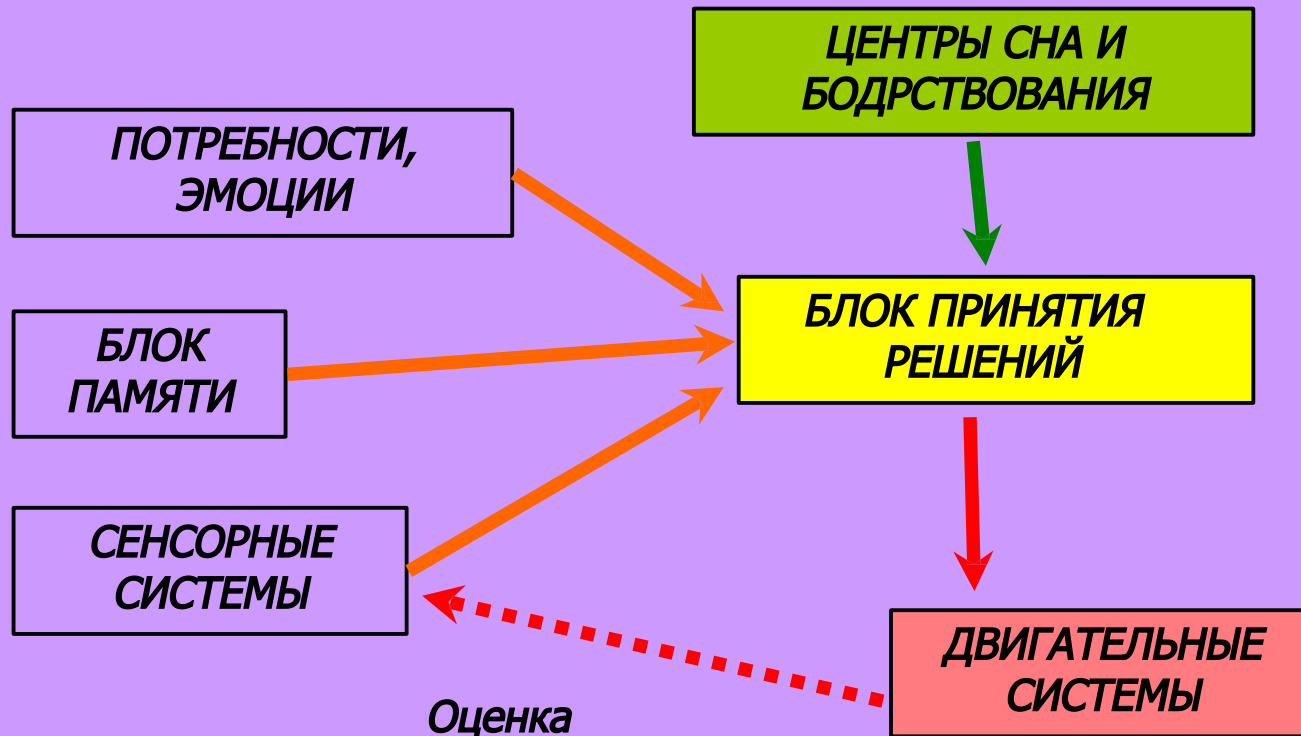 ЦЕНТРЫ СНА И
БОДРСТВОВАНИЯ
ПОТРЕБНОСТИ,
ЭМОЦИИ
БЛОК ПРИНЯТИЯ
РЕШЕНИЙ
БЛОК
ПАМЯТИ
СЕНСОРНЫЕ
СИСТЕМЫ
ДВИГАТЕЛЬНЫЕ
СИСТЕМЫ
Оценка